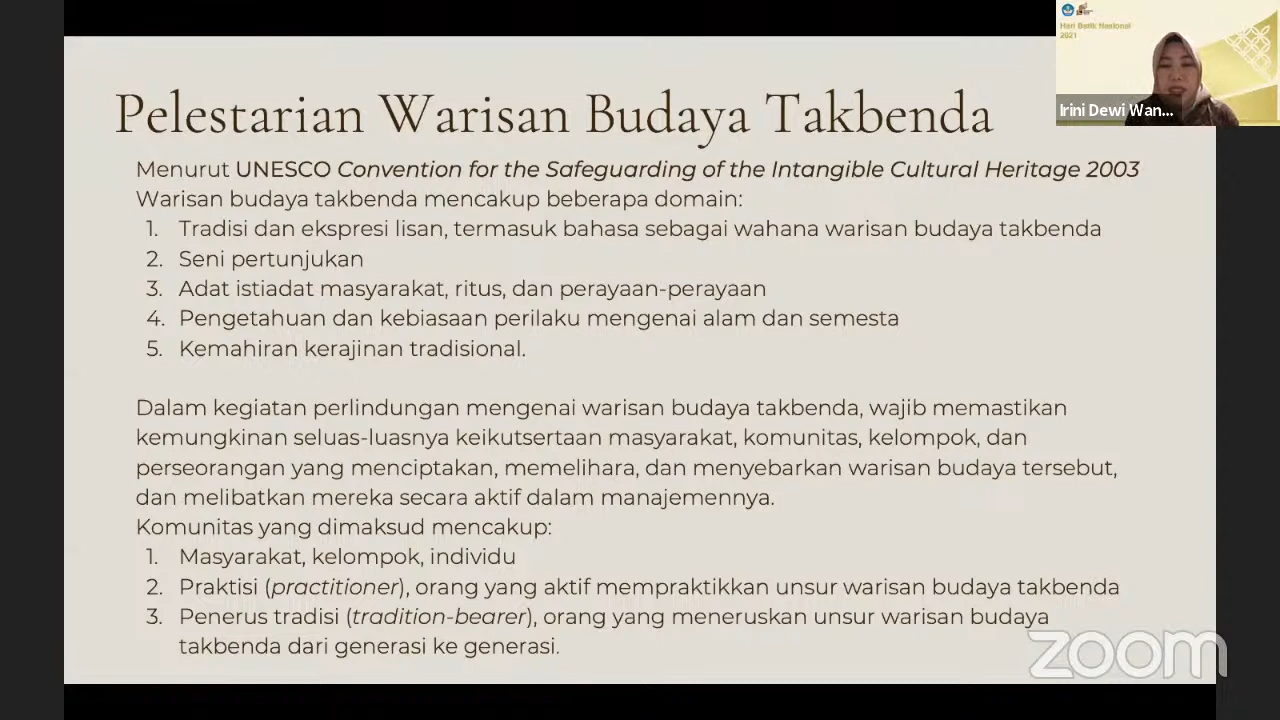 Pelestarian Warisan Budaya Takbenda
Menurut UNESCO Convention for the Safeguarding of the Intangible Cultural Heritage 2003
Warisan budaya takbenda mencakup beberapa domain:
1. Tradisi dan ekspresi lisan, termasuk bahasa sebagai wahana warisan budaya takbenda
2. Seni pertunjukan
3. Adat istiadat masyarakat, ritus, dan perayaan-perayaan
4. Pengetahuan dan kebiasaan perilaku mengenai alam dan semesta
5. Kemahiran kerajinan tradisional.
Dalam kegiatan perlindungan mengenai warisan budaya takbenda, wajib memastikan
kemungkinan seluas-luasnya keikutsertaan masyarakat, komunitas, kelompok, dan
perseorangan yang menciptakan, memelihara, dan menyebarkan warisan budaya tersebut,
dan melibatkan mereka secara aktif dalam manajemennya.
Komunitas yang dimaksud mencakup:
1. Masyarakat, kelompok, individu
2. Praktisi (practitioner), orang yang aktif mempraktikkan unsur warisan budaya takbenda
3. Penerus tradisi (tradition-bearer), orang yang meneruskan unsur warisan budaya
takbenda dari generasi ke generasi.
Hari Batik Nasional
2021
Irini Dewi Wan...
zoom